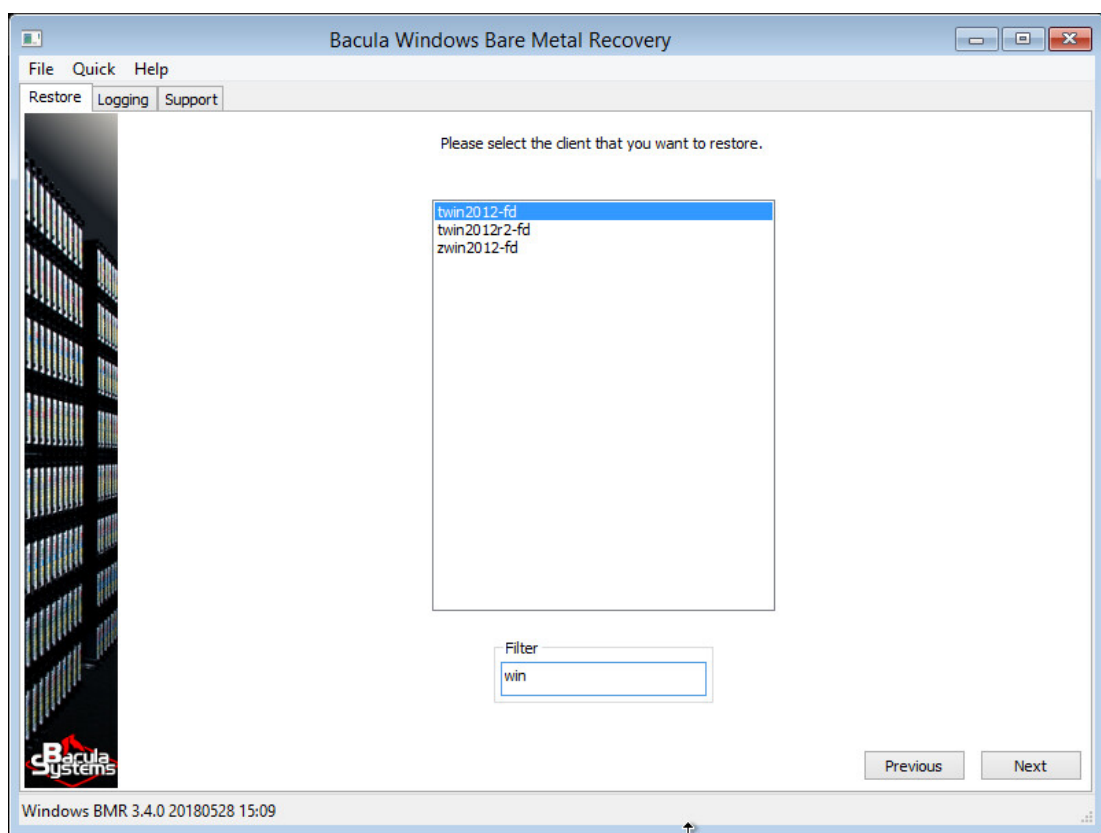 Bacula Windows Bare Metal Recovery
File Quick Help
Restore Logging Support
Please select the client that you want to restore.
twin2012-fd
twin2012r2-fd
zwin2012-fd
Filter
win
Bacula
Systems
Previous Next
Windows BMR 3.4.0 20180528 15:09